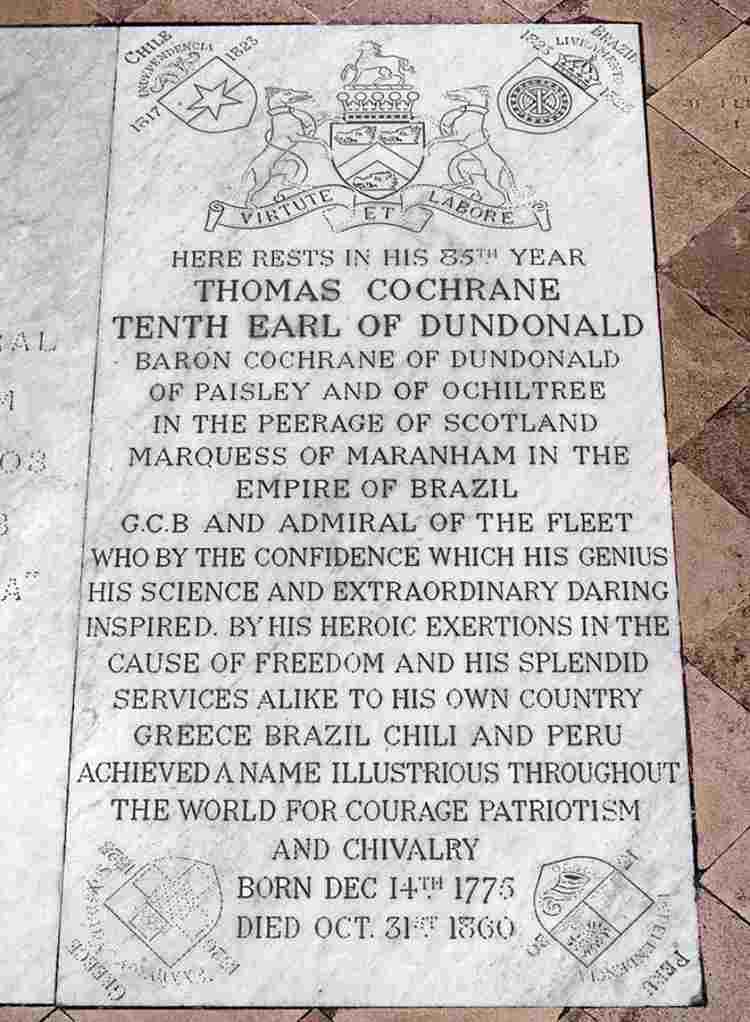 CHILE
INDEPENDENCIA
1817 1823
BRAZIL
1823
VIRTUTE ET LABORE
HERE RESTS IN HIS 85TH YEAR
THOMAS COCHRANE
TENTH EARL OF DUNDONALD
BARON COCHRANE OF DUNDONALD
OF PAISLEY AND OF OCHILTREE
IN THE PEERAGE OF SCOTLAND
MARQUESS OF MARANHAM IN THE
EMPIRE OF BRAZIL
G.C.B AND ADMIRAL OF THE FLEET
WHO BY THE CONFIDENCE WHICH HIS GENIUS
HIS SCIENCE AND EXTRAORDINARY DARING
INSPIRED. BY HIS HEROIC EXERTIONS IN THE
CAUSE OF FREEDOM AND HIS SPLENDID
SERVICES ALIKE TO HIS OWN COUNTRY
GREECE BRAZIL CHILI AND PERU
ACHIEVED A NAME ILLUSTRIOUS THROUGHOUT
THE WORLD FOR COURAGE PATRIOTISM
AND CHIVALRY
BORN DEC 14TH 1775
DIED OCT. 31ST 1860
GREECE
PERU
INDEPENDENCIA